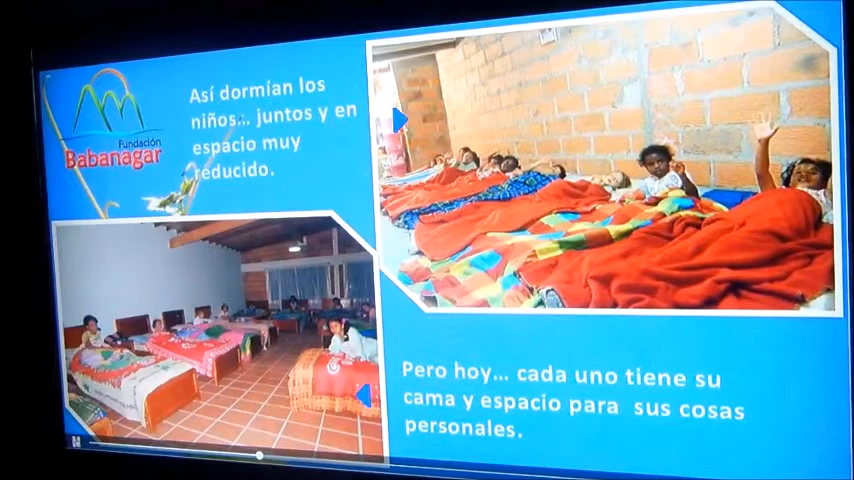 Fundación
Babanagrá
Así dormían los
niños... juntos y en
espacio muy
reducido.
Pero hoy... cada uno tiene su
cama y espacio para sus cosas
personales.